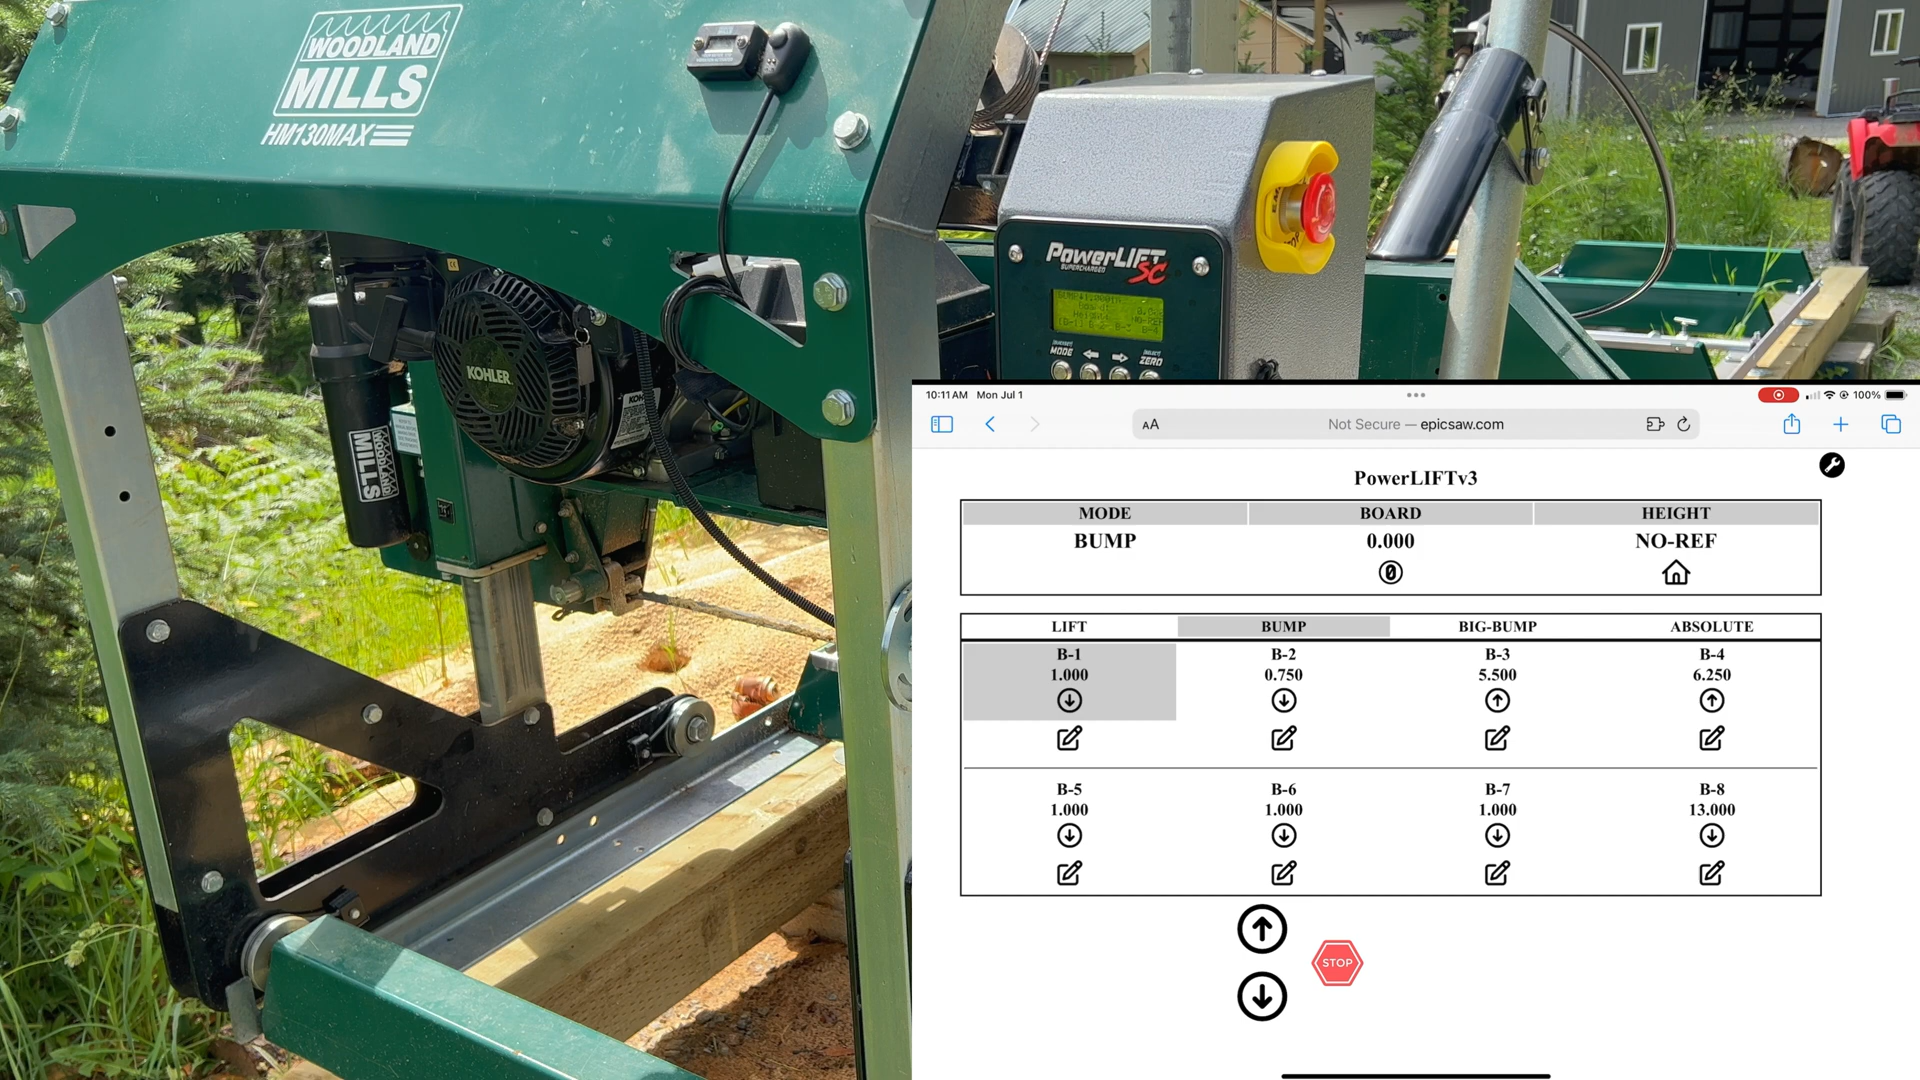 WOODLAND
MILLS
HM130MAX
KOHLER
WOODLAND
MILLS
PowerLIFT
SUPERCHARGED
SC
MODE
ZERO
10:11 AM Mon Jul 1
100%
AA
Not Secure — epicsaw.com
PowerLIFTv3
MODE BOARD HEIGHT
BUMP 0.000 NO-REF
0
LIFT BUMP BIG-BUMP ABSOLUTE
B-1 B-2 B-3 B-4
1.000 0.750 5.500 6.250
B-5 B-6 B-7 B-8
1.000 1.000 1.000 13.000
STOP